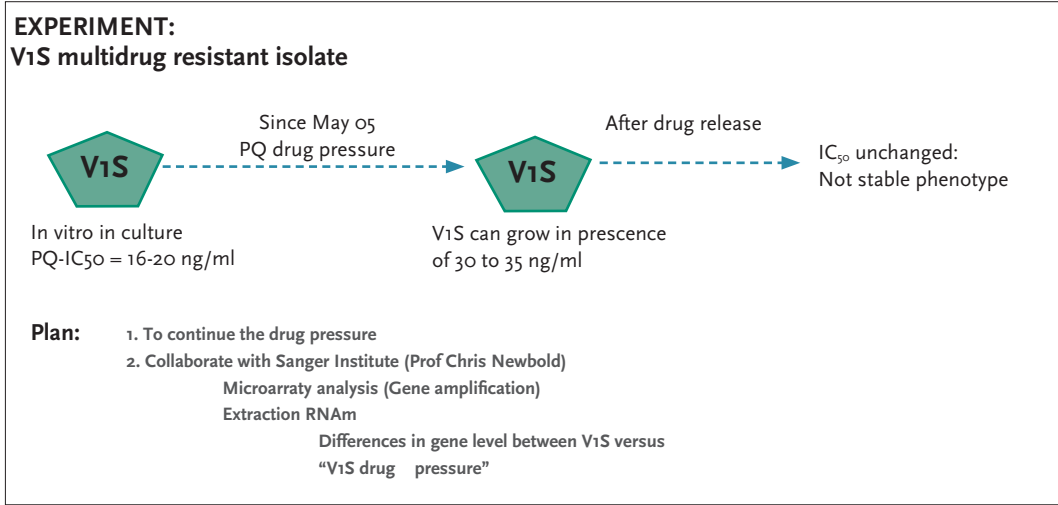 EXPERIMENT:
V1S multidrug resistant isolate
Since May 05
PQ drug pressure
After drug release
V1S
V1S
IC₅₀ unchanged:
Not stable phenotype
In vitro in culture
PQ-IC50 = 16-20 ng/ml
V1S can grow in prescence
of 30 to 35 ng/ml
Plan:
1. To continue the drug pressure
2. Collaborate with Sanger Institute (Prof Chris Newbold)
Microarraty analysis (Gene amplification)
Extraction RNAm
Differences in gene level between V1S versus
“V1S drug pressure”